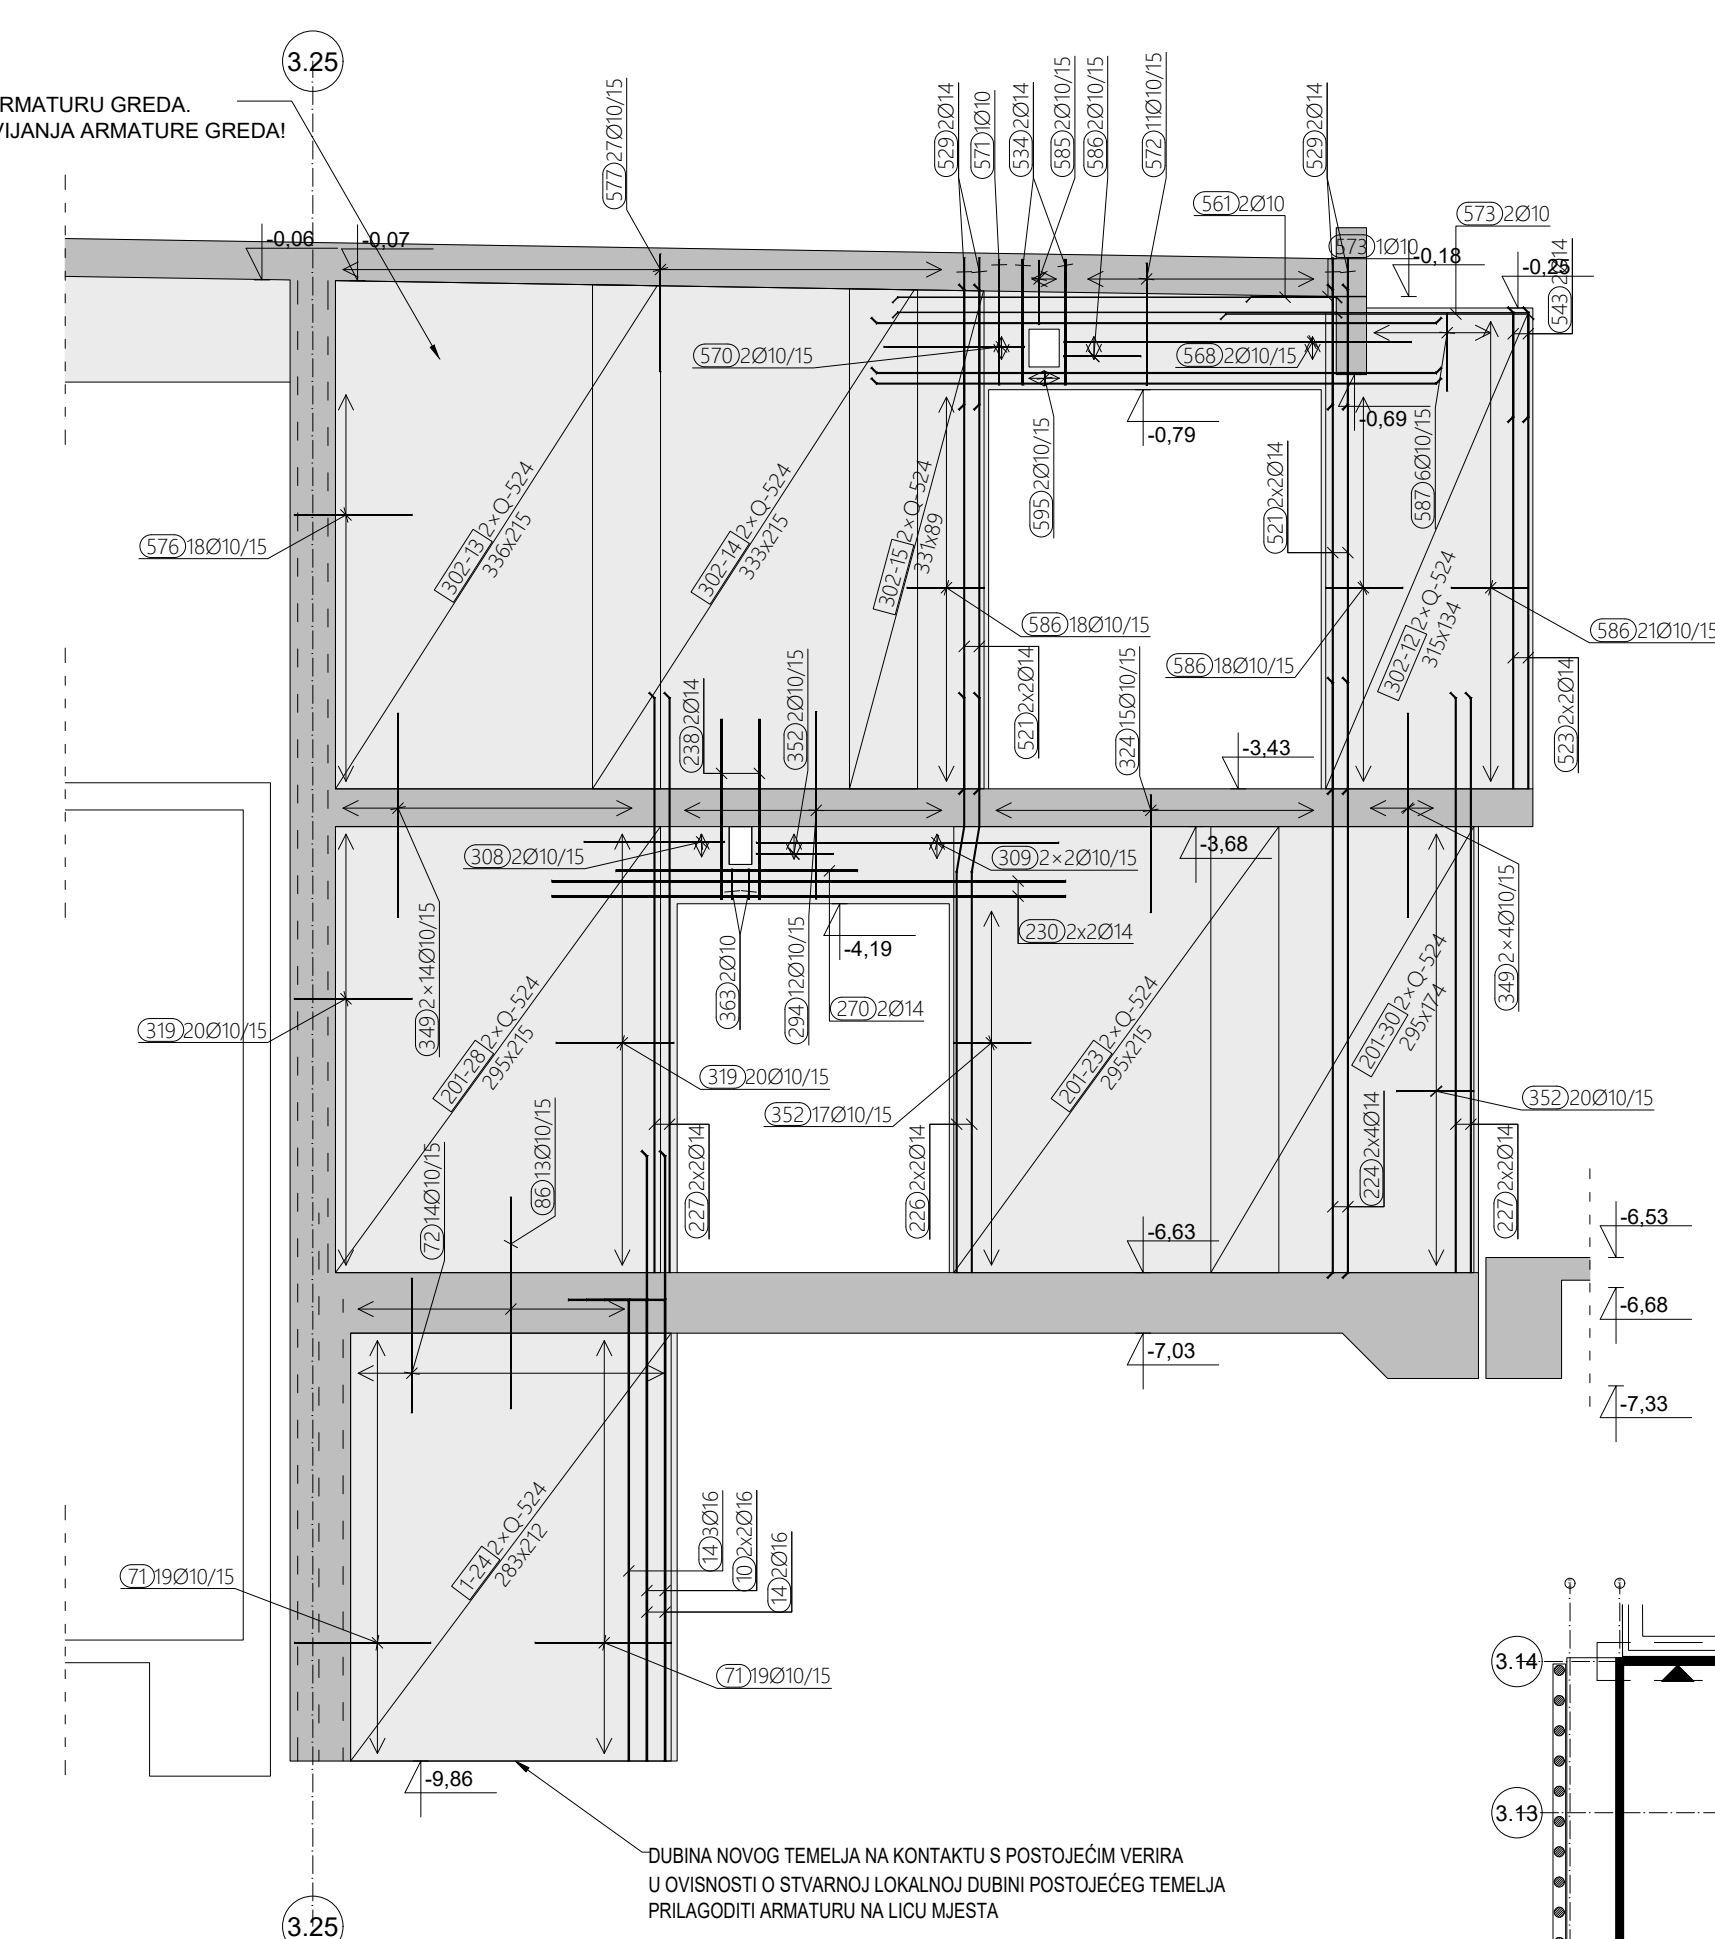 3.25
RMATURU GREDA.
VIJANJA ARMATURE GREDA!
577 27Ø10/15
529 2Ø14
571 1Ø10
534 2Ø14
585 2Ø10/15
586 2Ø10/15
572 11Ø10/15
529 2Ø14
561 2Ø10
573 2Ø10
573 1Ø10
-0,06
-0,07
-0,18
-0,25
543 2Ø14
570 2Ø10/15
568 2Ø10/15
-0,79
-0,69
595 2Ø10/15
521 2x2Ø14
587 6Ø10/15
302-13 2×Q-524
336x215
302-14 2×Q-524
333x215
302-15 2×Q-524
331x89
302-12 2×Q-524
315x134
576 18Ø10/15
586 18Ø10/15
586 18Ø10/15
586 21Ø10/15
238 2Ø14
352 2Ø10/15
521 2x2Ø14
324 15Ø10/15
-3,43
523 2x2Ø14
308 2Ø10/15
309 2×2Ø10/15
-3,68
349 2×14Ø10/15
363 2Ø10
294 12Ø10/15
-4,19
270 2Ø14
230 2x2Ø14
349 2×4Ø10/15
319 20Ø10/15
201-28 2×Q-524
295x215
201-23 2×Q-524
295x215
201-30 2×Q-524
295x174
319 20Ø10/15
352 17Ø10/15
352 20Ø10/15
72 14Ø10/15
86 13Ø10/15
227 2x2Ø14
226 2x2Ø14
224 2x4Ø14
227 2x2Ø14
-6,63
-6,53
-6,68
-7,03
-7,33
1-24 2×Q-524
283x212
14 3Ø16
10 2x2Ø16
14 2Ø16
71 19Ø10/15
71 19Ø10/15
-9,86
3.14
3.13
DUBINA NOVOG TEMELJA NA KONTAKTU S POSTOJEĆIM VERIRA
U OVISNOSTI O STVARNOJ LOKALNOJ DUBINI POSTOJEĆEG TEMELJA
PRILAGODITI ARMATURU NA LICU MJESTA
3.25